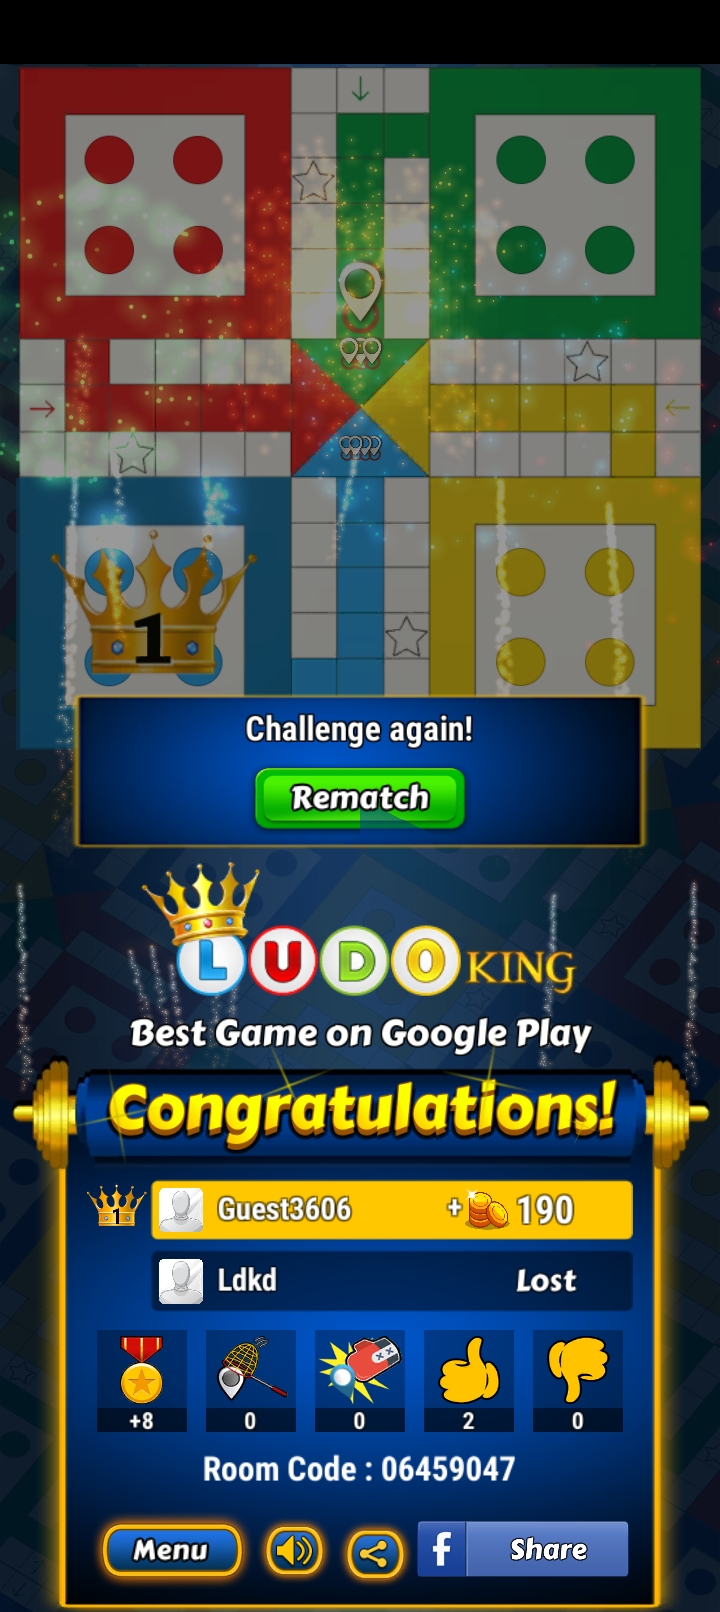 1
Challenge again!
Rematch
LUDO KING
Best Game on Google Play
Congratulations!
1 Guest3606 + 190
Ldkd Lost
+8 0 0 2 0
Room Code : 06459047
Menu f Share